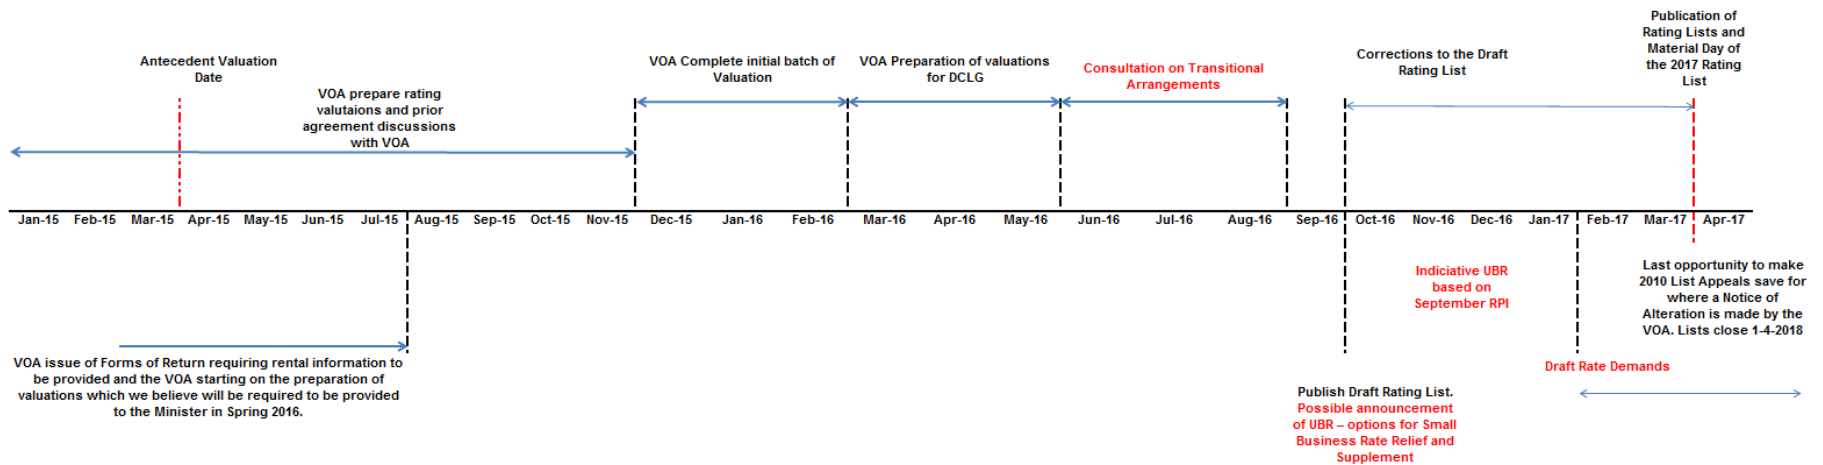 Antecedent Valuation
Date
VOA prepare rating
valutaions and prior
agreement discussions
with VOA
VOA Complete initial batch of
Valuation
VOA Preparation of valuations
for DCLG
Consultation on Transitional
Arrangements
Corrections to the Draft
Rating List
Publication of
Rating Lists and
Material Day of
the 2017 Rating
List
Jan-15 Feb-15 Mar-15 Apr-15 May-15 Jun-15 Jul-15 Aug-15 Sep-15 Oct-15 Nov-15 Dec-15 Jan-16 Feb-16 Mar-16 Apr-16 May-16 Jun-16 Jul-16 Aug-16 Sep-16 Oct-16 Nov-16 Dec-16 Jan-17 Feb-17 Mar-17 Apr-17
VOA issue of Forms of Return requiring rental information to
be provided and the VOA starting on the preparation of
valuations which we believe will be required to be provided
to the Minister in Spring 2016.
Publish Draft Rating List.
Possible announcement
of UBR – options for Small
Business Rate Relief and
Supplement
Indiciative UBR
based on
September RPI
Draft Rate Demands
Last opportunity to make
2010 List Appeals save for
where a Notice of
Alteration is made by the
VOA. Lists close 1-4-2018